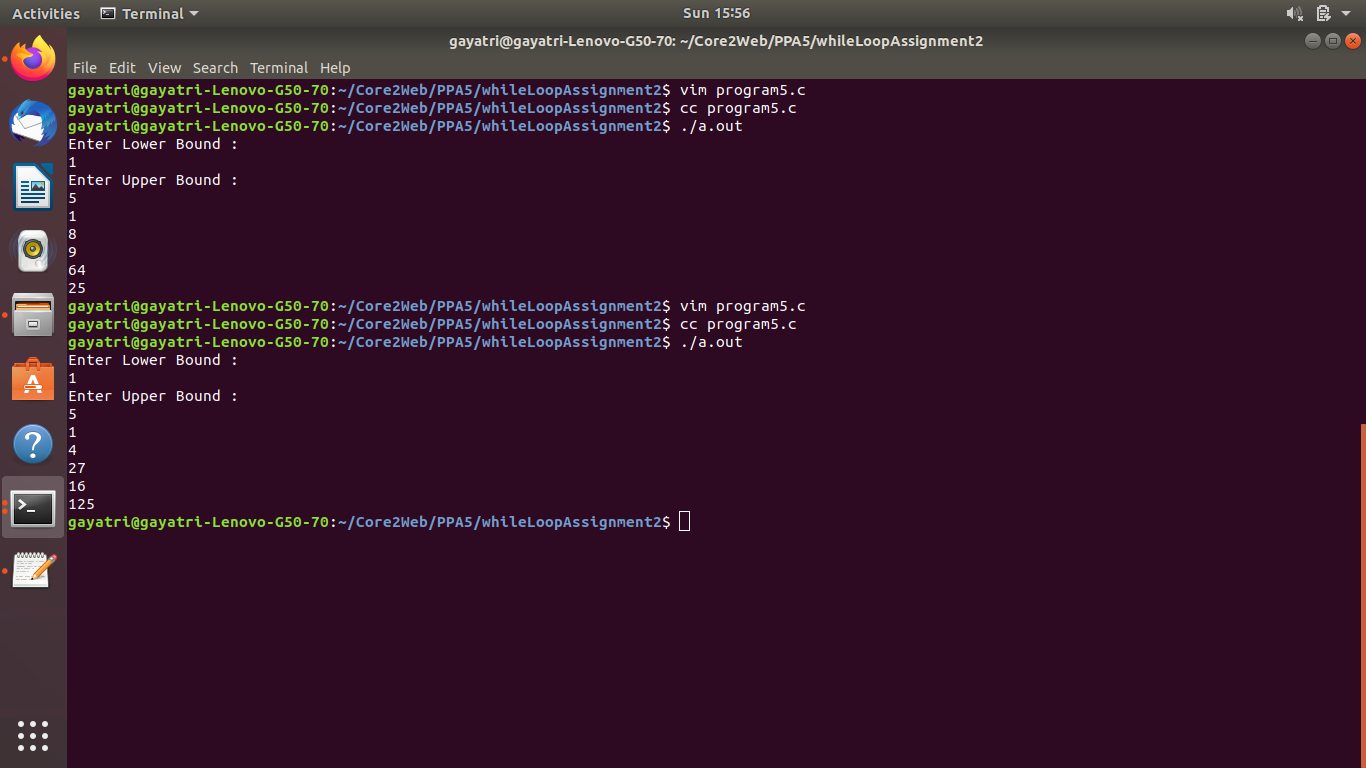 Activities Terminal Sun 15:56
gayatri@gayatri-Lenovo-G50-70: ~/Core2Web/PPA5/whileLoopAssignment2
File Edit View Search Terminal Help
gayatri@gayatri-Lenovo-G50-70:~/Core2Web/PPA5/whileLoopAssignment2$ vim program5.c
gayatri@gayatri-Lenovo-G50-70:~/Core2Web/PPA5/whileLoopAssignment2$ cc program5.c
gayatri@gayatri-Lenovo-G50-70:~/Core2Web/PPA5/whileLoopAssignment2$ ./a.out
Enter Lower Bound :
1
Enter Upper Bound :
5
1
8
9
64
25
gayatri@gayatri-Lenovo-G50-70:~/Core2Web/PPA5/whileLoopAssignment2$ vim program5.c
gayatri@gayatri-Lenovo-G50-70:~/Core2Web/PPA5/whileLoopAssignment2$ cc program5.c
gayatri@gayatri-Lenovo-G50-70:~/Core2Web/PPA5/whileLoopAssignment2$ ./a.out
Enter Lower Bound :
1
Enter Upper Bound :
5
1
4
27
16
125
gayatri@gayatri-Lenovo-G50-70:~/Core2Web/PPA5/whileLoopAssignment2$